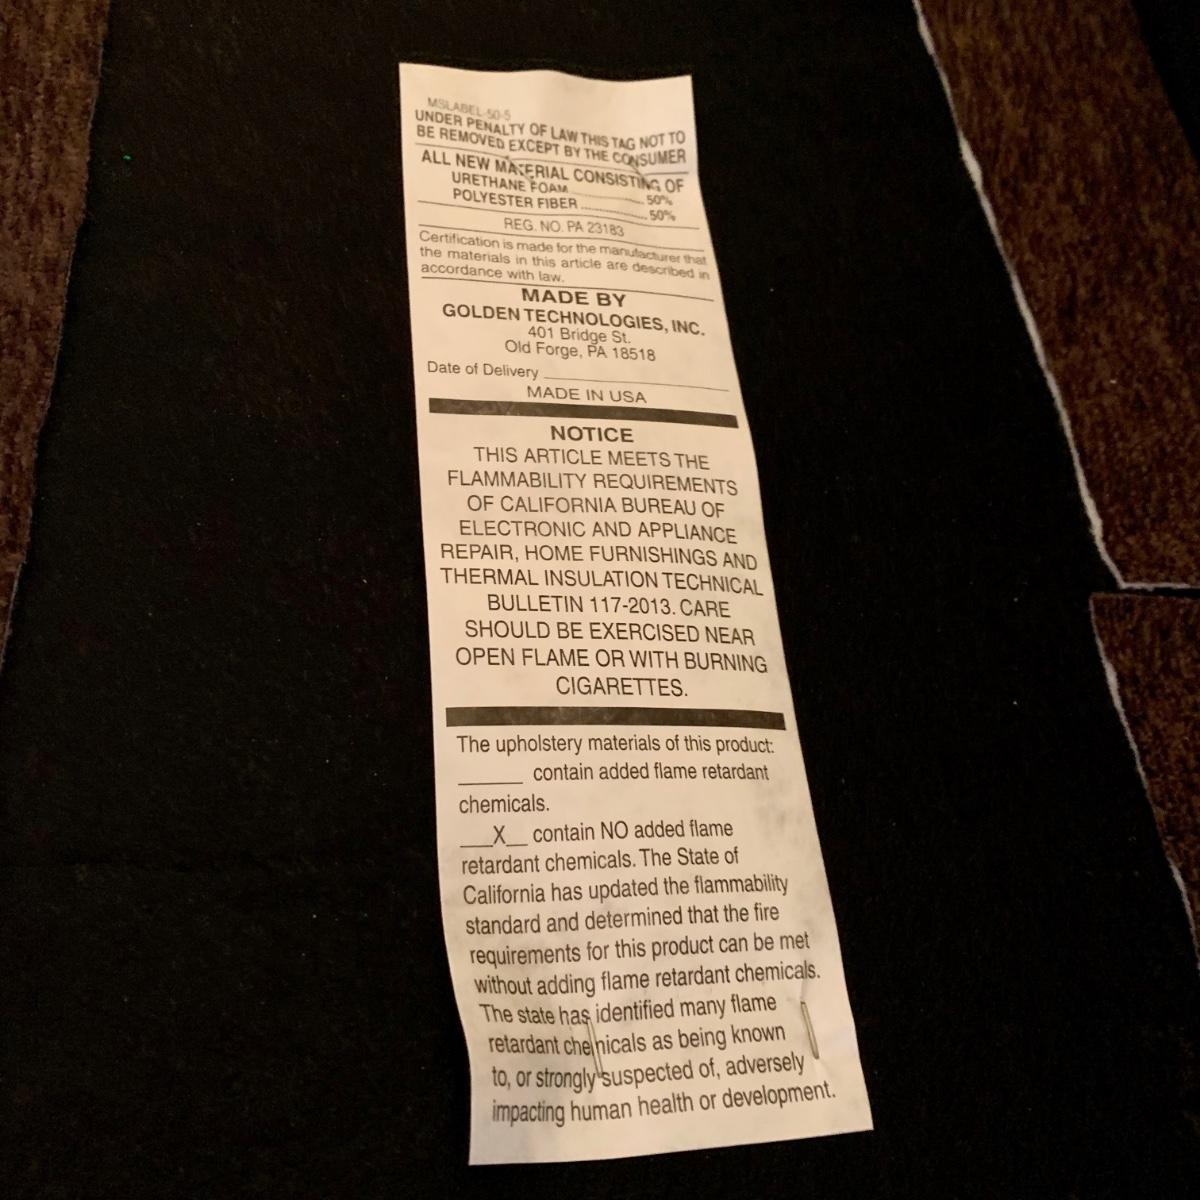 MSLABEL-50-5
UNDER PENALTY OF LAW THIS TAG NOT TO
BE REMOVED EXCEPT BY THE CONSUMER
ALL NEW MATERIAL CONSISTING OF
URETHANE FOAM .................... 50%
POLYESTER FIBER .................. 50%
REG. NO. PA 23183
Certification is made for the manufacturer that
the materials in this article are described in
accordance with law.
MADE BY
GOLDEN TECHNOLOGIES, INC.
401 Bridge St.
Old Forge, PA 18518
Date of Delivery ____________________
MADE IN USA
NOTICE
THIS ARTICLE MEETS THE
FLAMMABILITY REQUIREMENTS
OF CALIFORNIA BUREAU OF
ELECTRONIC AND APPLIANCE
REPAIR, HOME FURNISHINGS AND
THERMAL INSULATION TECHNICAL
BULLETIN 117-2013. CARE
SHOULD BE EXERCISED NEAR
OPEN FLAME OR WITH BURNING
CIGARETTES.
The upholstery materials of this product:
______ contain added flame retardant
chemicals.
___X__ contain NO added flame
retardant chemicals. The State of
California has updated the flammability
standard and determined that the fire
requirements for this product can be met
without adding flame retardant chemicals.
The state has identified many flame
retardant chemicals as being known
to, or strongly suspected of, adversely
impacting human health or development.